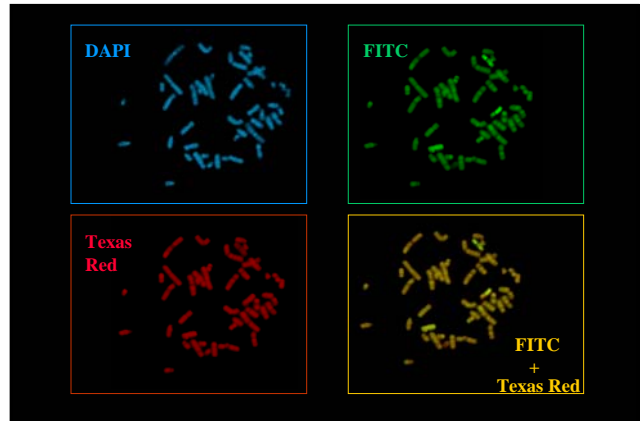 DAPI
FITC
Texas
Red
FITC
+
Texas Red